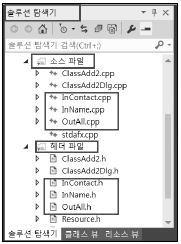 솔루션 탐색기
솔루션 탐색기 검색(Ctrl+;)
소스 파일
ClassAdd2.cpp
ClassAdd2Dlg.cpp
InContact.cpp
InName.cpp
OutAll.cpp
stdafx.cpp
헤더 파일
ClassAdd2.h
ClassAdd2Dlg.h
InContact.h
InName.h
OutAll.h
Resource.h
솔루션 탐색기 클래스 뷰 리소스 뷰